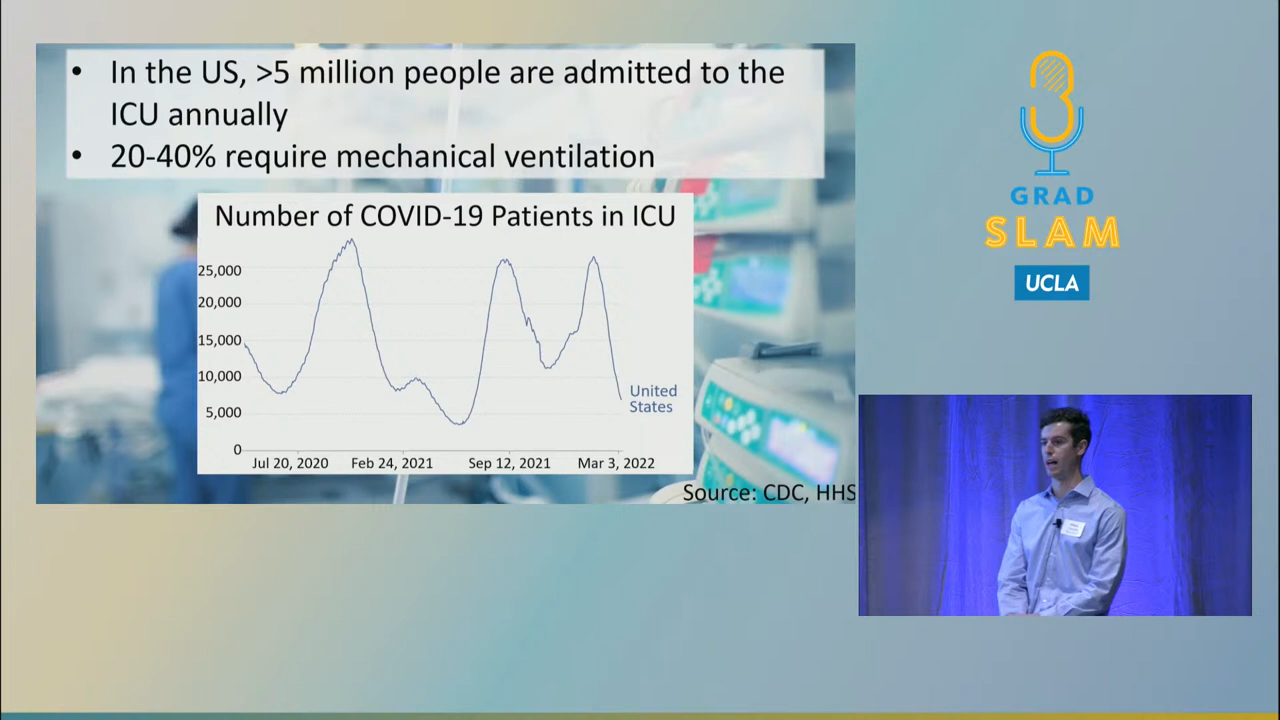 • In the US, >5 million people are admitted to the
ICU annually
• 20-40% require mechanical ventilation
Number of COVID-19 Patients in ICU
25,000
20,000
15,000
10,000
5,000
0
United
States
Jul 20, 2020
Feb 24, 2021
Sep 12, 2021
Mar 3, 2022
Source: CDC, HHS
3
GRAD
SLAM
UCLA